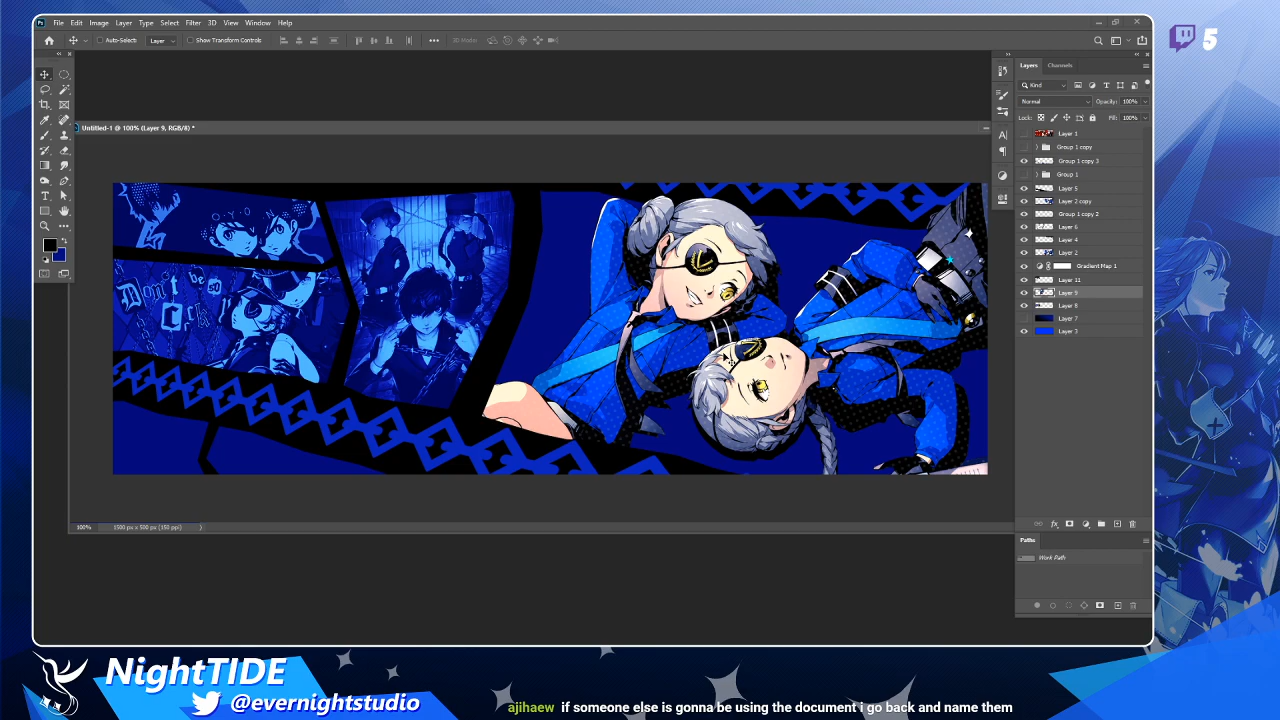 Ps File Edit Image Layer Type Select Filter 3D View Window Help
Auto-Select: Layer Show Transform Controls 3D Mode:
5
Untitled-1 @ 100% (Layer 9, RGB/8) *
Layers Channels
Kind
Normal Opacity: 100%
Lock: Fill: 100%
Layer 1
Group 1 copy
Group 1 copy 3
Group 1
Layer 5
Layer 2 copy
Group 1 copy 2
Layer 6
Layer 4
Layer 2
Gradient Map 1
Layer 11
Layer 9
Layer 8
Layer 7
Layer 3
Don't be so
100% 1500 px x 500 px (150 ppi)
Paths
Work Path
NightTIDE
@evernightstudio
ajihaew if someone else is gonna be using the document i go back and name them